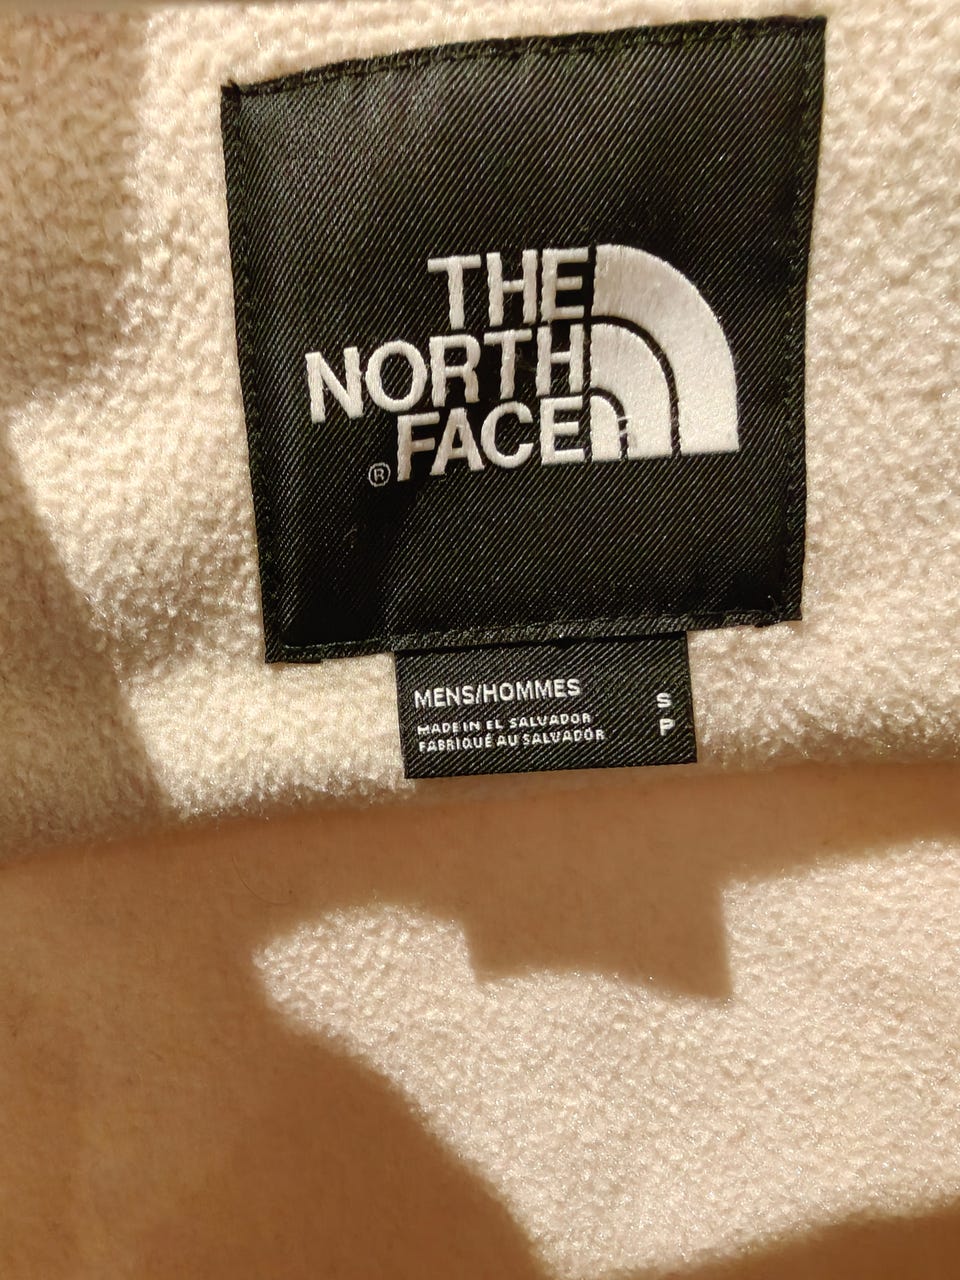 THE
NORTH
FACE
®
MENS/HOMMES S
MADE IN EL SALVADOR P
FABRIQUÉ AU SALVADOR